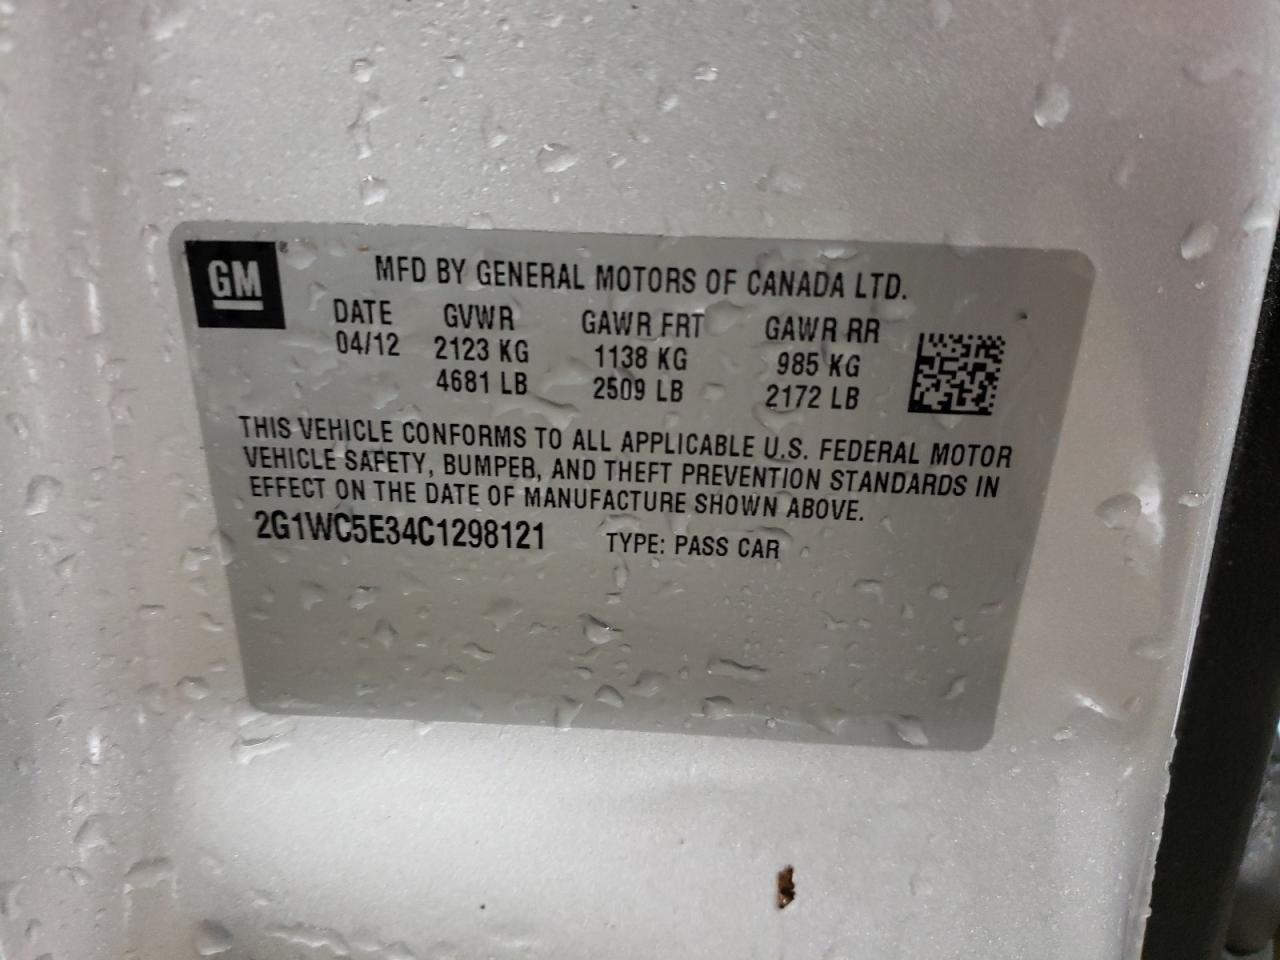 GM ®
MFD BY GENERAL MOTORS OF CANADA LTD.
DATE GVWR GAWR FRT GAWR RR
04/12 2123 KG 1138 KG 985 KG
4681 LB 2509 LB 2172 LB
THIS VEHICLE CONFORMS TO ALL APPLICABLE U.S. FEDERAL MOTOR
VEHICLE SAFETY, BUMPER, AND THEFT PREVENTION STANDARDS IN
EFFECT ON THE DATE OF MANUFACTURE SHOWN ABOVE.
2G1WC5E34C1298121 TYPE: PASS CAR